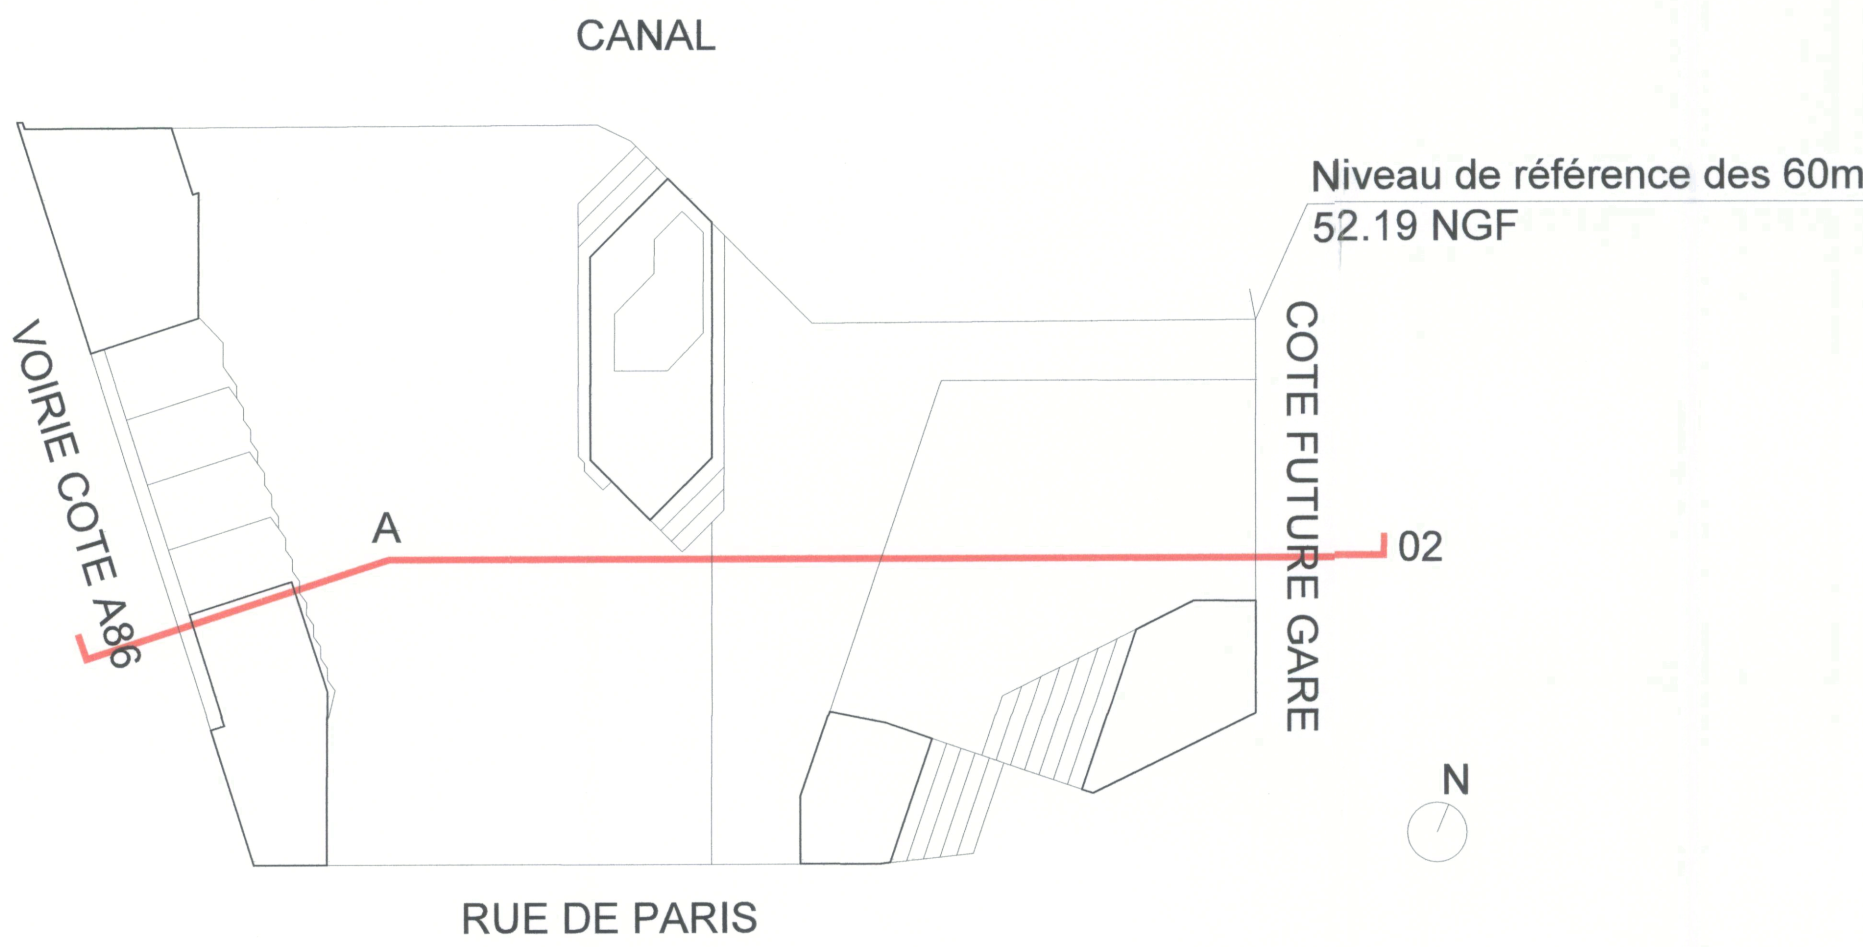 CANAL
Niveau de référence des 60m
52.19 NGF
VOIRIE COTE A86
COTE FUTURE GARE
A
02
N
RUE DE PARIS